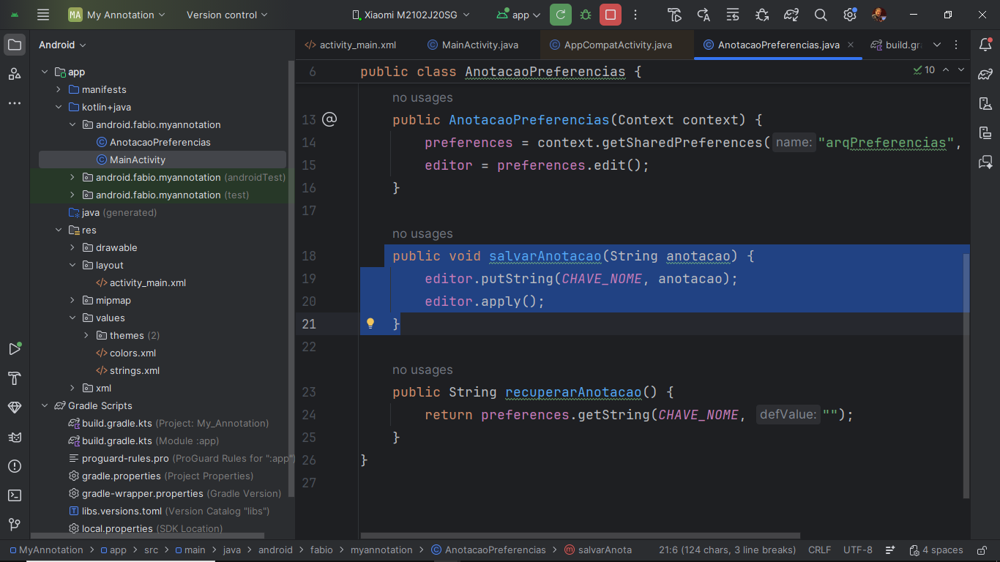 MA My Annotation Version control Xiaomi M2102J20SG app
Android
app
manifests
kotlin+java
android.fabio.myannotation
AnotacaoPreferencias
MainActivity
android.fabio.myannotation (androidTest)
android.fabio.myannotation (test)
java (generated)
res
drawable
layout
activity_main.xml
mipmap
values
themes (2)
colors.xml
strings.xml
xml
Gradle Scripts
build.gradle.kts (Project: My_Annotation)
build.gradle.kts (Module :app)
proguard-rules.pro (ProGuard Rules for ":app")
gradle.properties (Project Properties)
gradle-wrapper.properties (Gradle Version)
libs.versions.toml (Version Catalog "libs")
local.properties (SDK Location)
activity_main.xml MainActivity.java AppCompatActivity.java AnotacaoPreferencias.java build.gr
6 public class AnotacaoPreferencias { 10
no usages
13 @ public AnotacaoPreferencias(Context context) {
14 preferences = context.getSharedPreferences( name: "arqPreferencias",
15 editor = preferences.edit();
16 }
17
no usages
18 public void salvarAnotacao(String anotacao) {
19 editor.putString(CHAVE_NOME, anotacao);
20 editor.apply();
21 }
22
no usages
23 public String recuperarAnotacao() {
24 return preferences.getString(CHAVE_NOME, defValue: "");
25 }
26 }
27
MyAnnotation > app > src > main > java > android > fabio > myannotation > AnotacaoPreferencias > salvarAnota 21:6 (124 chars, 3 line breaks) CRLF UTF-8 4 spaces